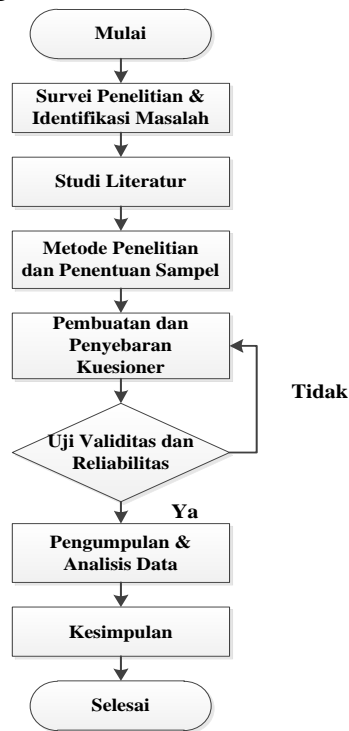 Mulai
Survei Penelitian &
Identifikasi Masalah
Studi Literatur
Metode Penelitian
dan Penentuan Sampel
Pembuatan dan
Penyebaran
Kuesioner
Tidak
Uji Validitas dan
Reliabilitas
Ya
Pengumpulan &
Analisis Data
Kesimpulan
Selesai